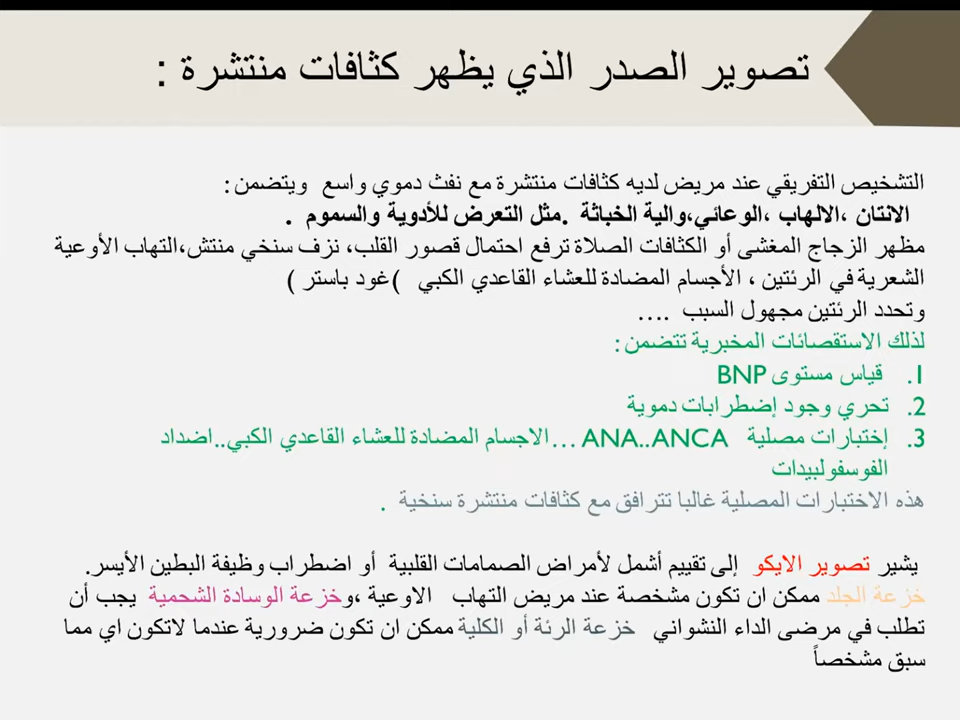 تصوير الصدر الذي يظهر كثافات منتشرة :
التشخيص التفريقي عند مريض لديه كثافات منتشرة مع نفث دموي واسع ويتضمن:
الانتان ،الالهاب ،الوعائي،والية الخباثة .مثل التعرض للأدوية والسموم .
مظهر الزجاج المغشى أو الكثافات الصلاة ترفع احتمال قصور القلب، نزف سنخي منتش،التهاب الأوعية
الشعرية في الرئتين ، الأجسام المضادة للعشاء القاعدي الكبي )غود باستر (
وتحدد الرئتين مجهول السبب ....
لذلك الاستقصائات المخبرية تتضمن:
1. قياس مستوى BNP
2. تحري وجود إضطرابات دموية
3. إختبارات مصلية ANA..ANCA ...الاجسام المضادة للعشاء القاعدي الكبي..اضداد
الفوسفولبيدات
هذه الاختبارات المصلية غالبا تترافق مع كثافات منتشرة سنخية .
يشير تصوير الايكو إلى تقييم أشمل لأمراض الصمامات القلبية أو اضطراب وظيفة البطين الأيسر.
خزعة الجلد ممكن ان تكون مشخصة عند مريض التهاب الاوعية ،وخزعة الوسادة الشحمية يجب أن
تطلب في مرضى الداء النشواني خزعة الرئة أو الكلية ممكن ان تكون ضرورية عندما لاتكون اي مما
سبق مشخصاً